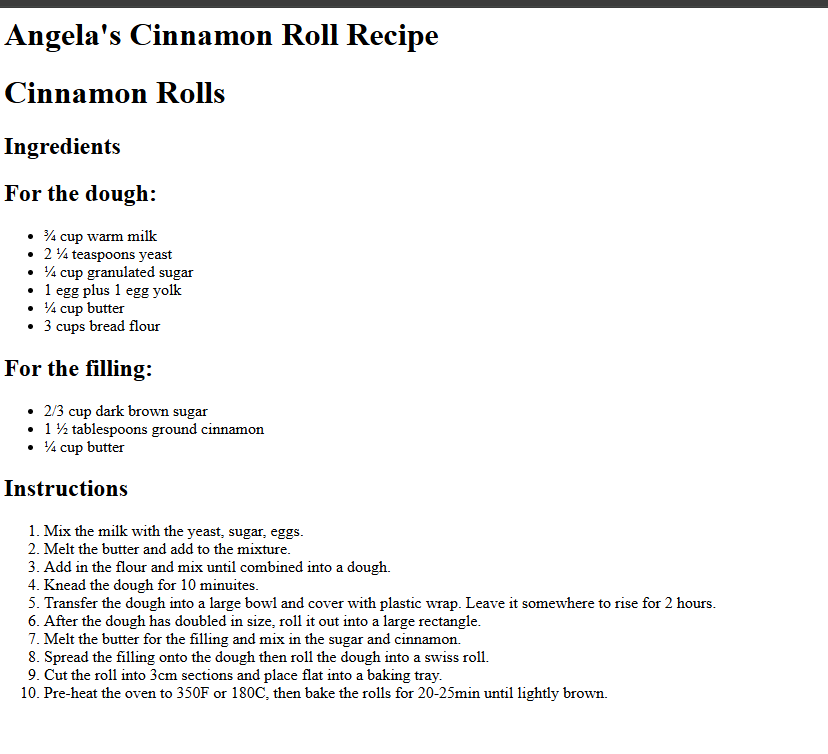 Angela's Cinnamon Roll Recipe
Cinnamon Rolls
Ingredients
For the dough:
• ¾ cup warm milk
• 2 ¼ teaspoons yeast
• ¼ cup granulated sugar
• 1 egg plus 1 egg yolk
• ¼ cup butter
• 3 cups bread flour
For the filling:
• 2/3 cup dark brown sugar
• 1 ½ tablespoons ground cinnamon
• ¼ cup butter
Instructions
1. Mix the milk with the yeast, sugar, eggs.
2. Melt the butter and add to the mixture.
3. Add in the flour and mix until combined into a dough.
4. Knead the dough for 10 minuites.
5. Transfer the dough into a large bowl and cover with plastic wrap. Leave it somewhere to rise for 2 hours.
6. After the dough has doubled in size, roll it out into a large rectangle.
7. Melt the butter for the filling and mix in the sugar and cinnamon.
8. Spread the filling onto the dough then roll the dough into a swiss roll.
9. Cut the roll into 3cm sections and place flat into a baking tray.
10. Pre-heat the oven to 350F or 180C, then bake the rolls for 20-25min until lightly brown.